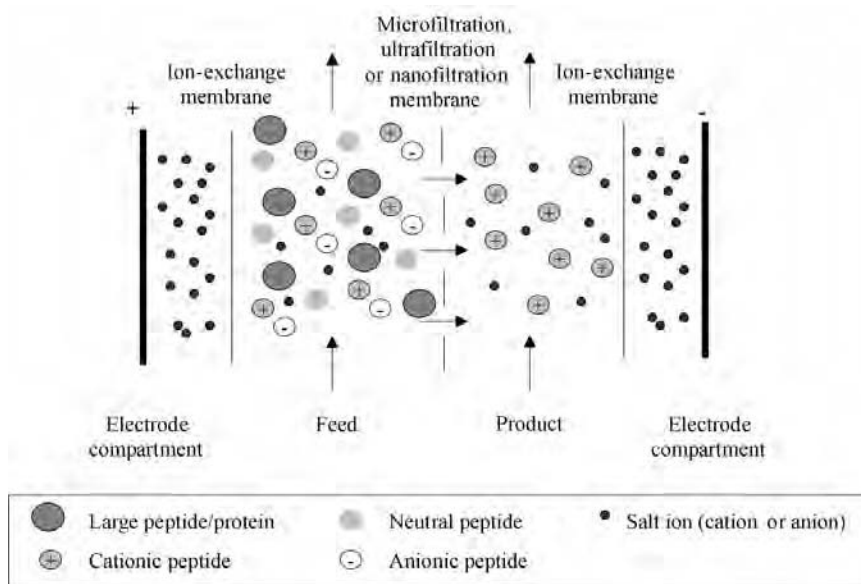 Microfiltration,
ultrafiltration
or nanofiltration
membrane
Ion-exchange
membrane
Ion-exchange
membrane
+
-
Electrode
compartment
Feed
Product
Electrode
compartment
Large peptide/protein
Neutral peptide
Salt ion (cation or anion)
+ Cationic peptide
- Anionic peptide